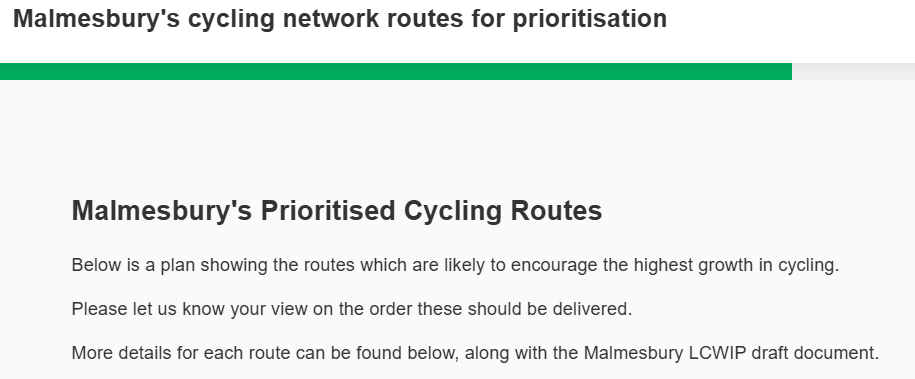 Malmesbury's cycling network routes for prioritisation
Malmesbury's Prioritised Cycling Routes
Below is a plan showing the routes which are likely to encourage the highest growth in cycling.
Please let us know your view on the order these should be delivered.
More details for each route can be found below, along with the Malmesbury LCWIP draft document.